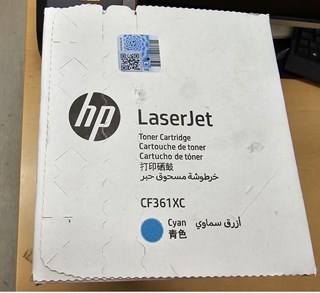 hp
LaserJet
Toner Cartridge
Cartouche de toner
Cartucho de tóner
打印硒鼓
خرطوشة مسحوق حبر
CF361XC
Cyan أزرق سماوي
青色